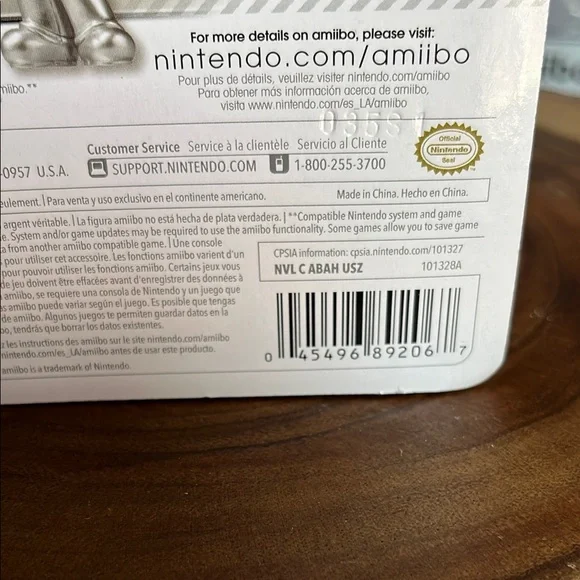 For more details on amiibo, please visit:
nintendo.com/amiibo
Pour plus de détails, veuillez visiter nintendo.com/amiibo
Para obtener más información acerca de amiibo,
visita www.nintendo.com/es_LA/amiibo
niibo.**
Customer Service Service à la clientèle Servicio al Cliente
-0957 U.S.A. SUPPORT.NINTENDO.COM 1-800-255-3700
Official
Nintendo
Seal
eulement. | Para venta y uso exclusivo en el continente americano. Made in China. Hecho en China.
argent véritable. | La figura amiibo no está hecha de plata verdadera. | **Compatible Nintendo system and game
e. System and/or game updates may be required to use the amiibo functionality. Some games allow you to save game
a from another amiibo compatible game. | Une console
pour utiliser cet accessoire. Les fonctions amiibo varient d'un
pour pouvoir utiliser les fonctions amiibo. Certains jeux vous
de jeu doivent être effacées avant d'enregistrer des données à
amiibo, se requiere una consola de Nintendo y un juego que
s amiibo puede variar según el juego. Es posible que tengas
de amiibo. Algunos juegos te permiten guardar datos en la
bo, tendrás que borrar los datos existentes.
z les instructions des amiibo sur le site nintendo.com/amiibo
nintendo.com/es_LA/amiibo antes de usar este producto.
amiibo is a trademark of Nintendo.
CPSIA information: cpsia.nintendo.com/101327
NVL C ABAH USZ 101328A
0 45496 89206 7